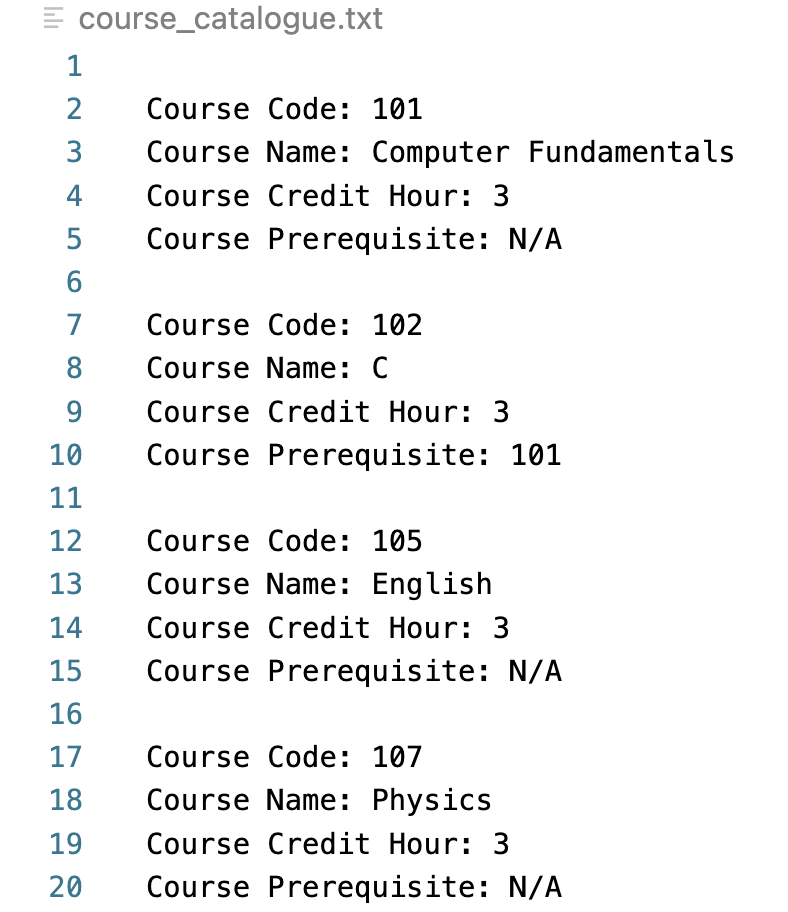 course_catalogue.txt
1
2 Course Code: 101
3 Course Name: Computer Fundamentals
4 Course Credit Hour: 3
5 Course Prerequisite: N/A
6
7 Course Code: 102
8 Course Name: C
9 Course Credit Hour: 3
10 Course Prerequisite: 101
11
12 Course Code: 105
13 Course Name: English
14 Course Credit Hour: 3
15 Course Prerequisite: N/A
16
17 Course Code: 107
18 Course Name: Physics
19 Course Credit Hour: 3
20 Course Prerequisite: N/A